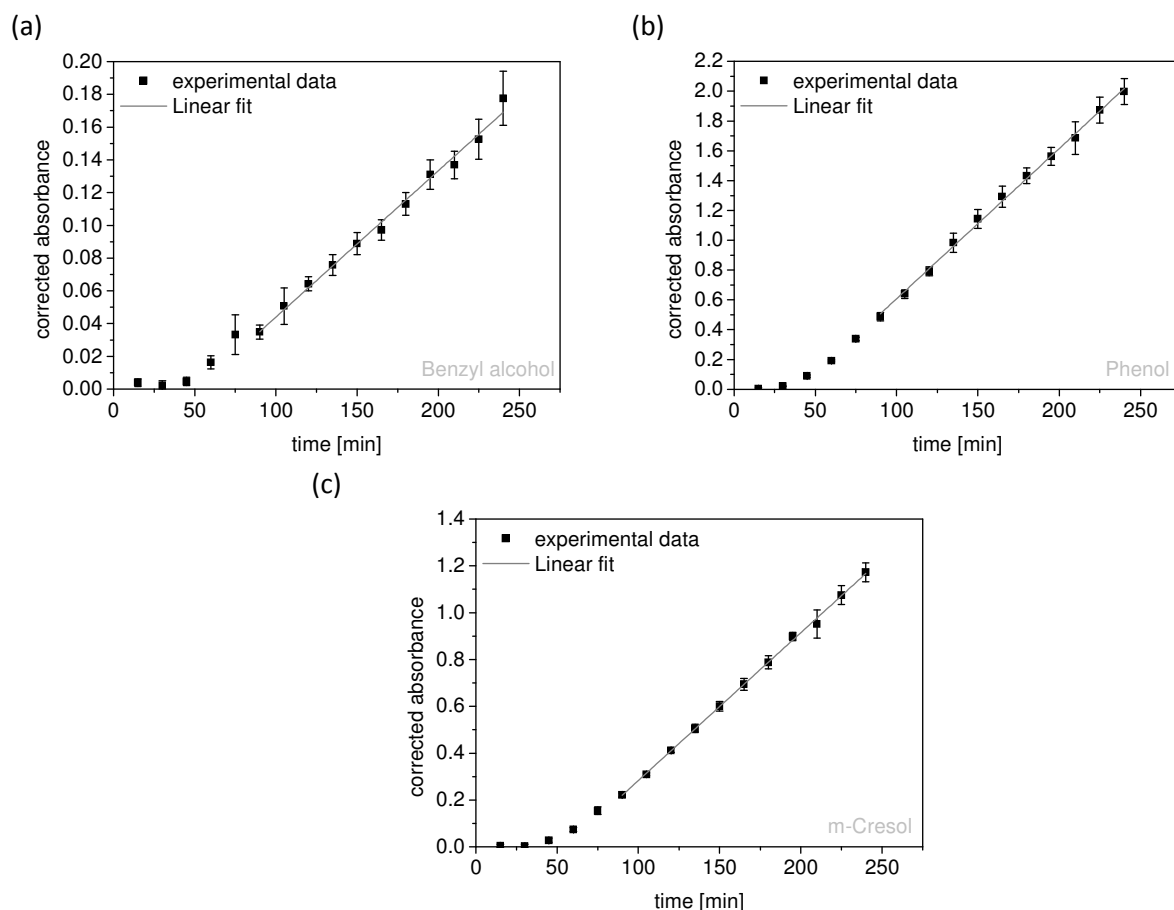 (a)
0.20
0.18
0.16
0.14
0.12
0.10
0.08
0.06
0.04
0.02
0.00
corrected absorbance
experimental data
Linear fit
Benzyl alcohol
0 50 100 150 200 250
time [min]
(b)
2.2
2.0
1.8
1.6
1.4
1.2
1.0
0.8
0.6
0.4
0.2
0.0
corrected absorbance
experimental data
Linear fit
Phenol
0 50 100 150 200 250
time [min]
(c)
1.4
1.2
1.0
0.8
0.6
0.4
0.2
0.0
corrected absorbance
experimental data
Linear fit
m-Cresol
0 50 100 150 200 250
time [min]